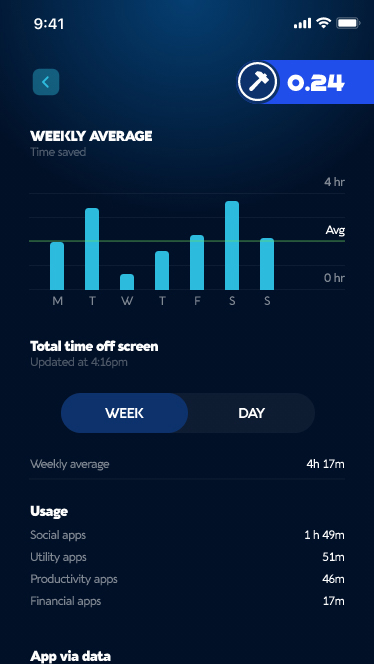 9:41
0.24
WEEKLY AVERAGE
Time saved
4 hr
Avg
0 hr
M T W T F S S
Total time off screen
Updated at 4:16pm
WEEK DAY
Weekly average 4h 17m
Usage
Social apps 1 h 49m
Utility apps 51m
Productivity apps 46m
Financial apps 17m
App via data